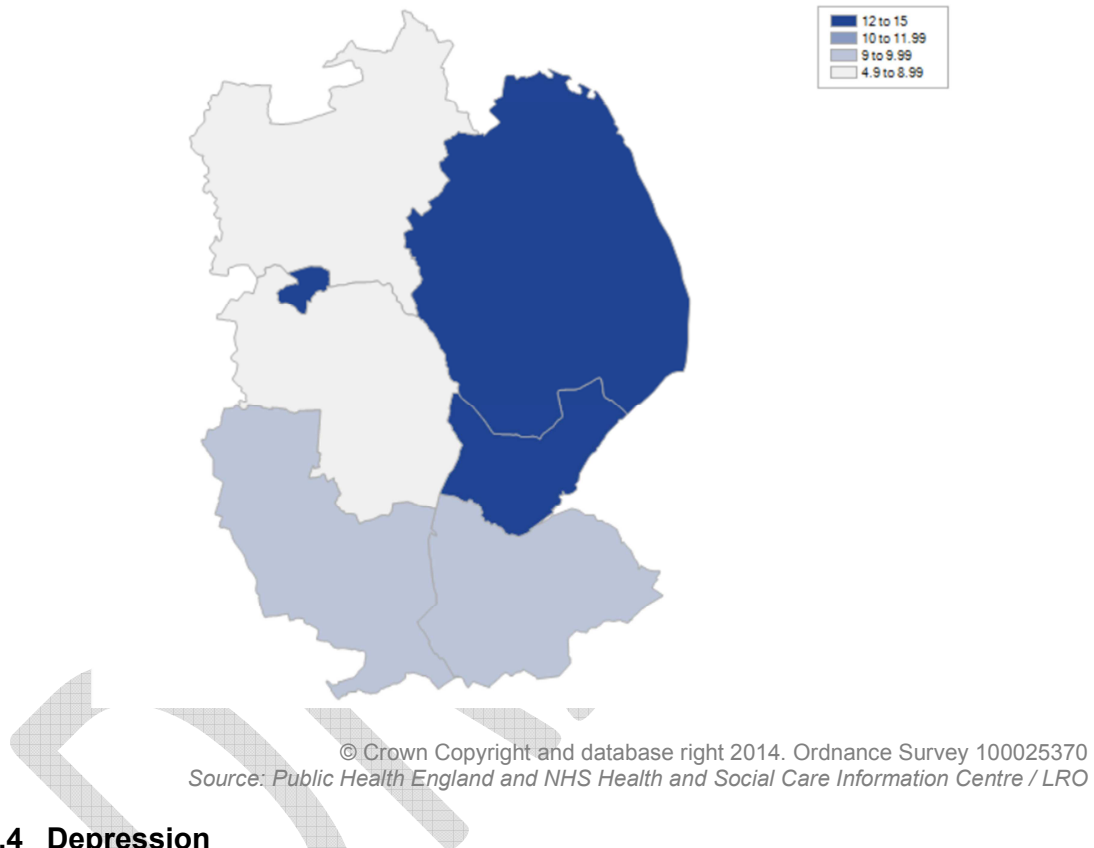 12 to 15
10 to 11.99
9 to 9.99
4.9 to 8.99
© Crown Copyright and database right 2014. Ordnance Survey 100025370
Source: Public Health England and NHS Health and Social Care Information Centre / LRO
.4 Depression